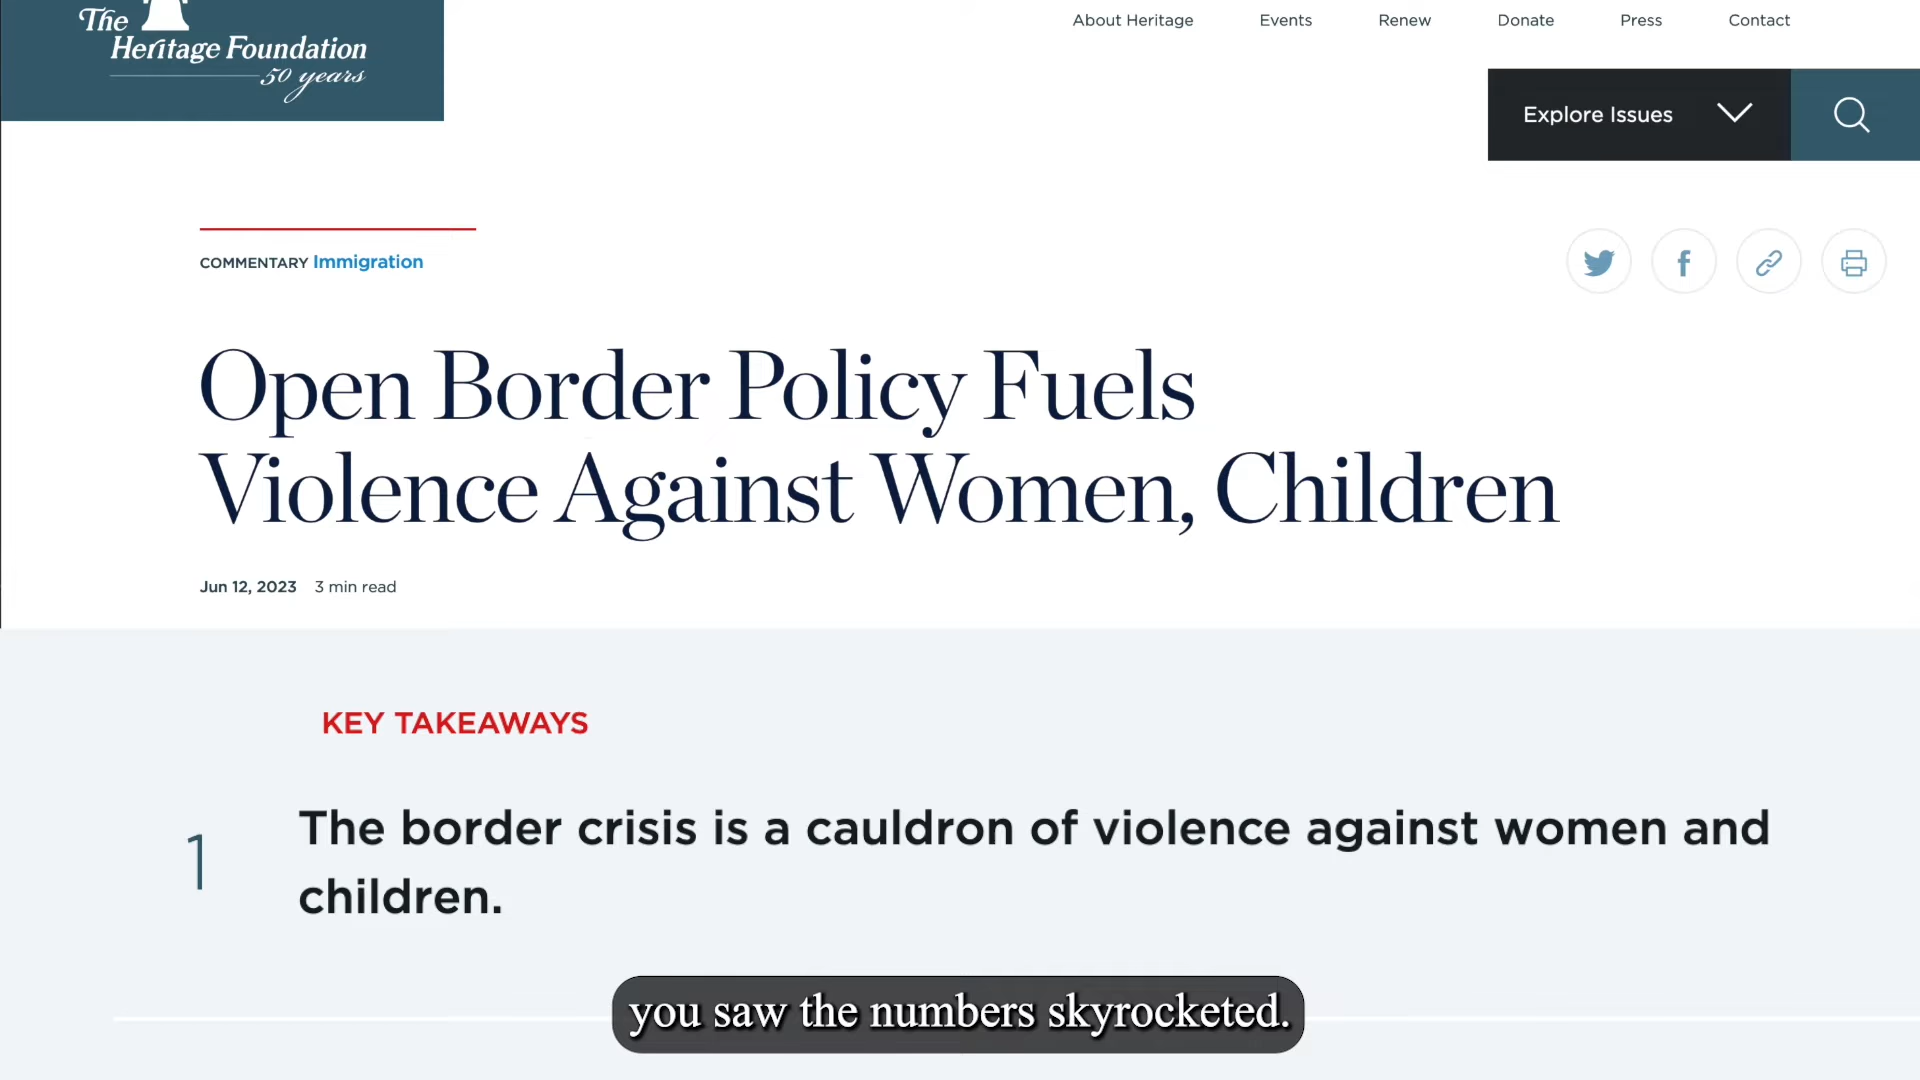 The
Heritage Foundation
50 years
About Heritage Events Renew Donate Press Contact
Explore Issues
COMMENTARY Immigration
Open Border Policy Fuels
Violence Against Women, Children
Jun 12, 2023 3 min read
KEY TAKEAWAYS
1 The border crisis is a cauldron of violence against women and
children.
you saw the numbers skyrocketed.